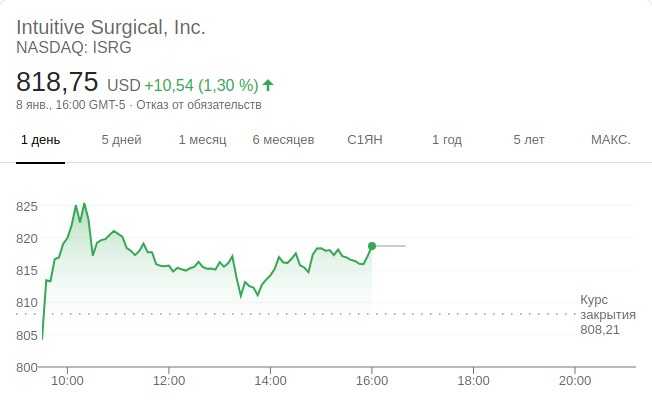 Intuitive Surgical, Inc.
NASDAQ: ISRG
818,75 USD +10,54 (1,30 %)
8 янв., 16:00 GMT-5 · Отказ от обязательств
1 день 5 дней 1 месяц 6 месяцев С1ЯН 1 год 5 лет МАКС.
825
820
815
810
Курс
закрытия
808,21
805
800
10:00 12:00 14:00 16:00 18:00 20:00